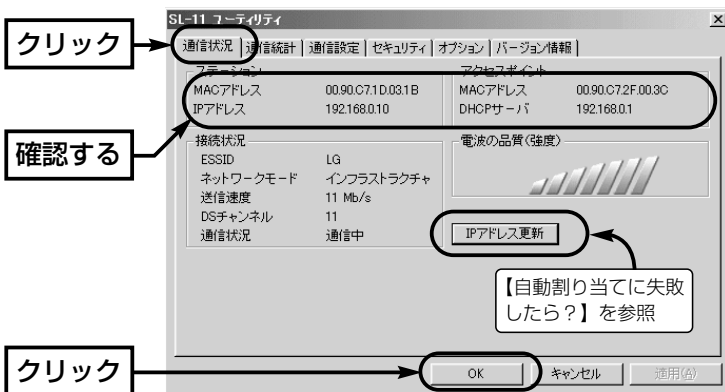 SL-11 ユーティリティ
クリック
通信状況
通信統計
通信設定
セキュリティ
オプション
バージョン情報
ステーション
MACアドレス 00.90.C7.1D.03.1B
IPアドレス 192.168.0.10
アクセスポイント
MACアドレス 00.90.C7.2F.00.3C
DHCPサーバ 192.168.0.1
確認する
接続状況
ESSID LG
ネットワークモード インフラストラクチャ
送信速度 11 Mb/s
DSチャンネル 11
通信状況 通信中
電波の品質(強度)
IPアドレス更新
【自動割り当てに失敗
したら？】を参照
クリック
OK
キャンセル
適用(A)